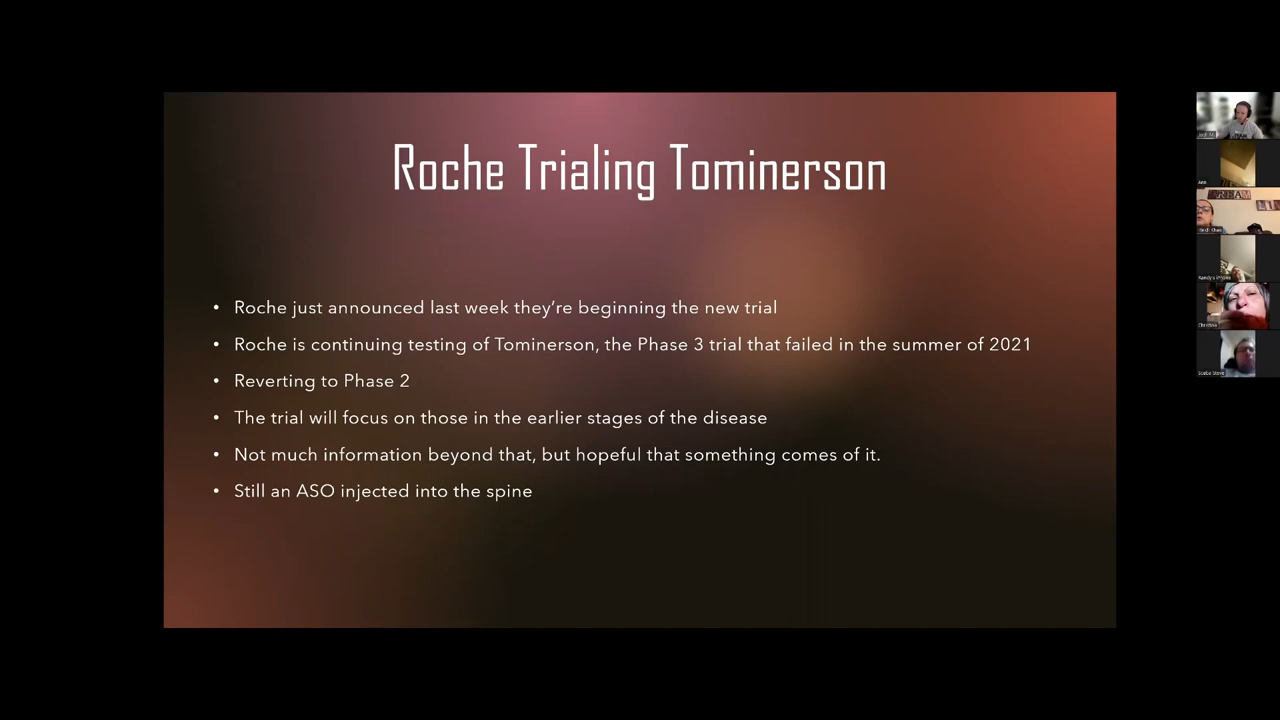 Roche Trialing Tominerson
• Roche just announced last week they’re beginning the new trial
• Roche is continuing testing of Tominerson, the Phase 3 trial that failed in the summer of 2021
• Reverting to Phase 2
• The trial will focus on those in the earlier stages of the disease
• Not much information beyond that, but hopeful that something comes of it.
• Still an ASO injected into the spine
Ann
Christina